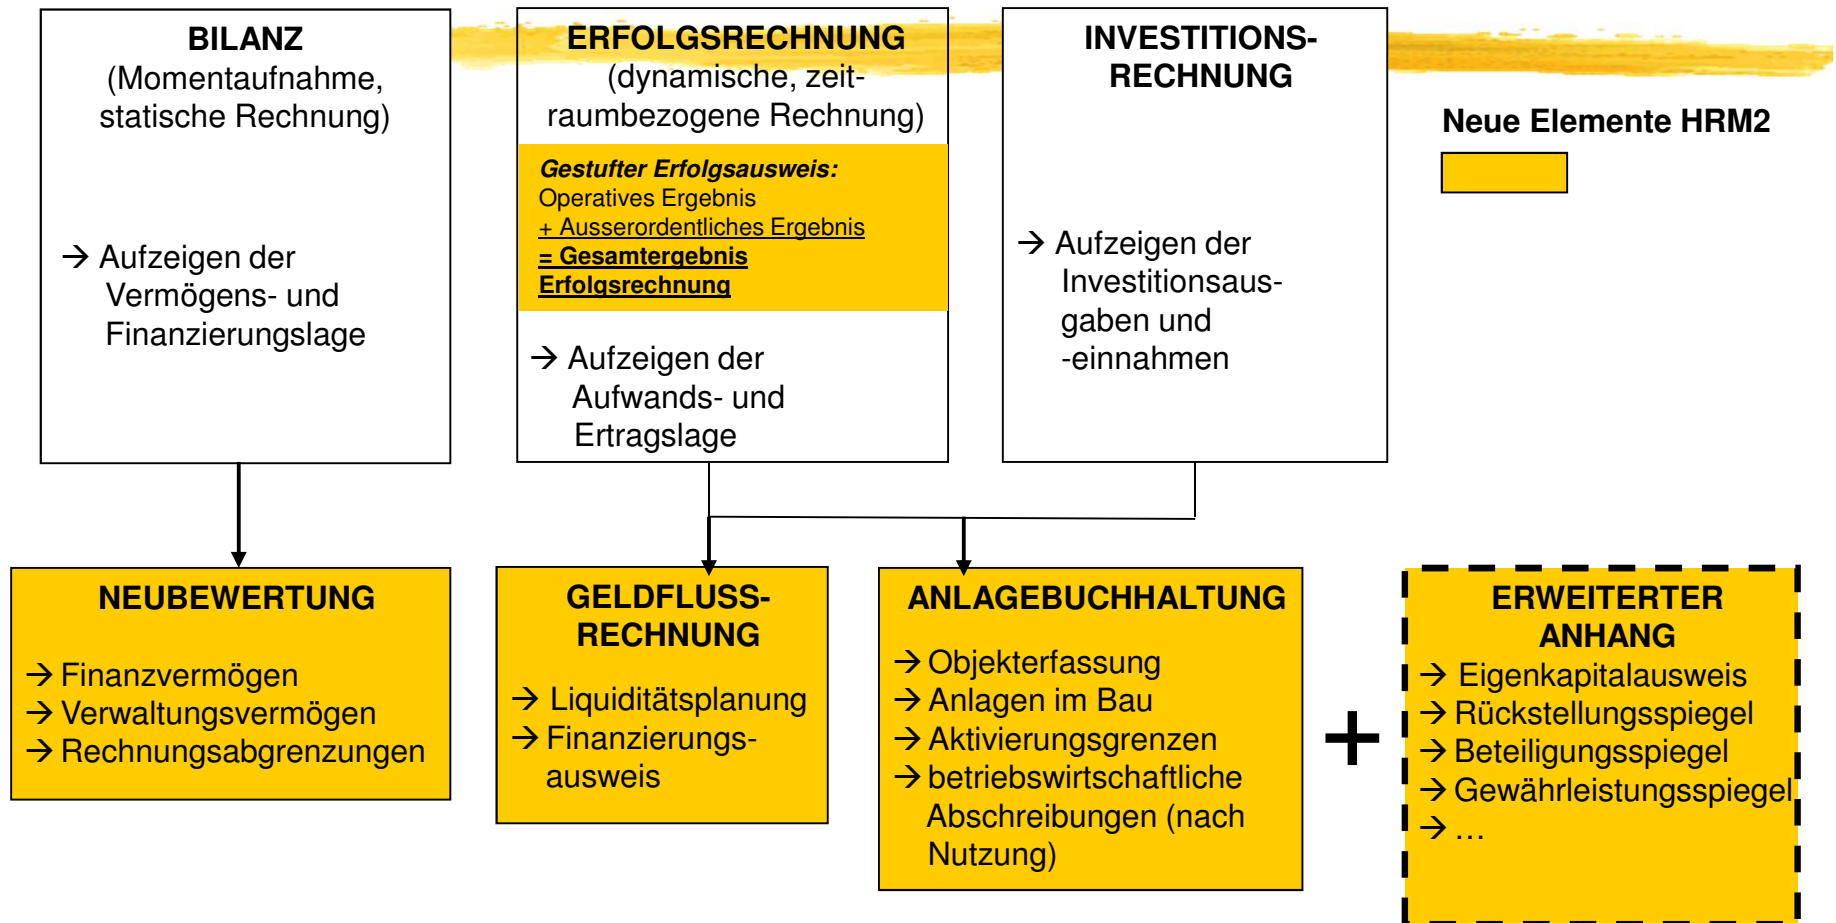 BILANZ
(Momentaufnahme,
statische Rechnung)
→ Aufzeigen der
Vermögens- und
Finanzierungslage
ERFOLGSRECHNUNG
(dynamische, zeit-
raumbezogene Rechnung)
Gestufter Erfolgsausweis:
Operatives Ergebnis
+ Ausserordentliches Ergebnis
= Gesamtergebnis
Erfolgsrechnung
→ Aufzeigen der
Aufwands- und
Ertragslage
INVESTITIONS-
RECHNUNG
→ Aufzeigen der
Investitionsaus-
gaben und
-einnahmen
Neue Elemente HRM2
NEUBEWERTUNG
→ Finanzvermögen
→ Verwaltungsvermögen
→ Rechnungsabgrenzungen
GELDFLUSS-
RECHNUNG
→ Liquiditätsplanung
→ Finanzierungs-
ausweis
ANLAGEBUCHHALTUNG
→ Objekterfassung
→ Anlagen im Bau
→ Aktivierungsgrenzen
→ betriebswirtschaftliche
Abschreibungen (nach
Nutzung)
+
ERWEITERTER
ANHANG
→ Eigenkapitalausweis
→ Rückstellungsspiegel
→ Beteiligungsspiegel
→ Gewährleistungsspiegel
→ …